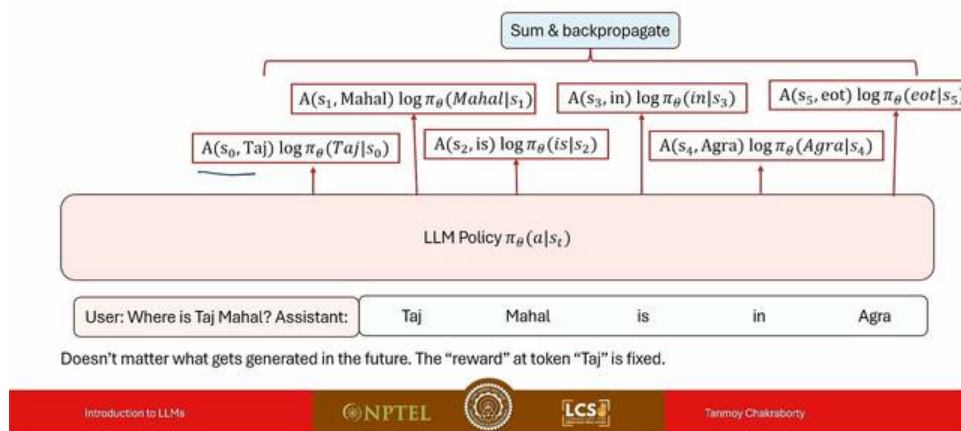 Sum & backpropagate
A(s₁, Mahal) log π_θ(Mahal|s₁)
A(s₃, in) log π_θ(in|s₃)
A(s₅, eot) log π_θ(eot|s₅)
A(s₀, Taj) log π_θ(Taj|s₀)
A(s₂, is) log π_θ(is|s₂)
A(s₄, Agra) log π_θ(Agra|s₄)
LLM Policy π_θ(a|s_t)
User: Where is Taj Mahal? Assistant: Taj Mahal is in Agra
Doesn't matter what gets generated in the future. The “reward” at token “Taj” is fixed.
Introduction to LLMs NPTEL LCS Tanmoy Chakraborty